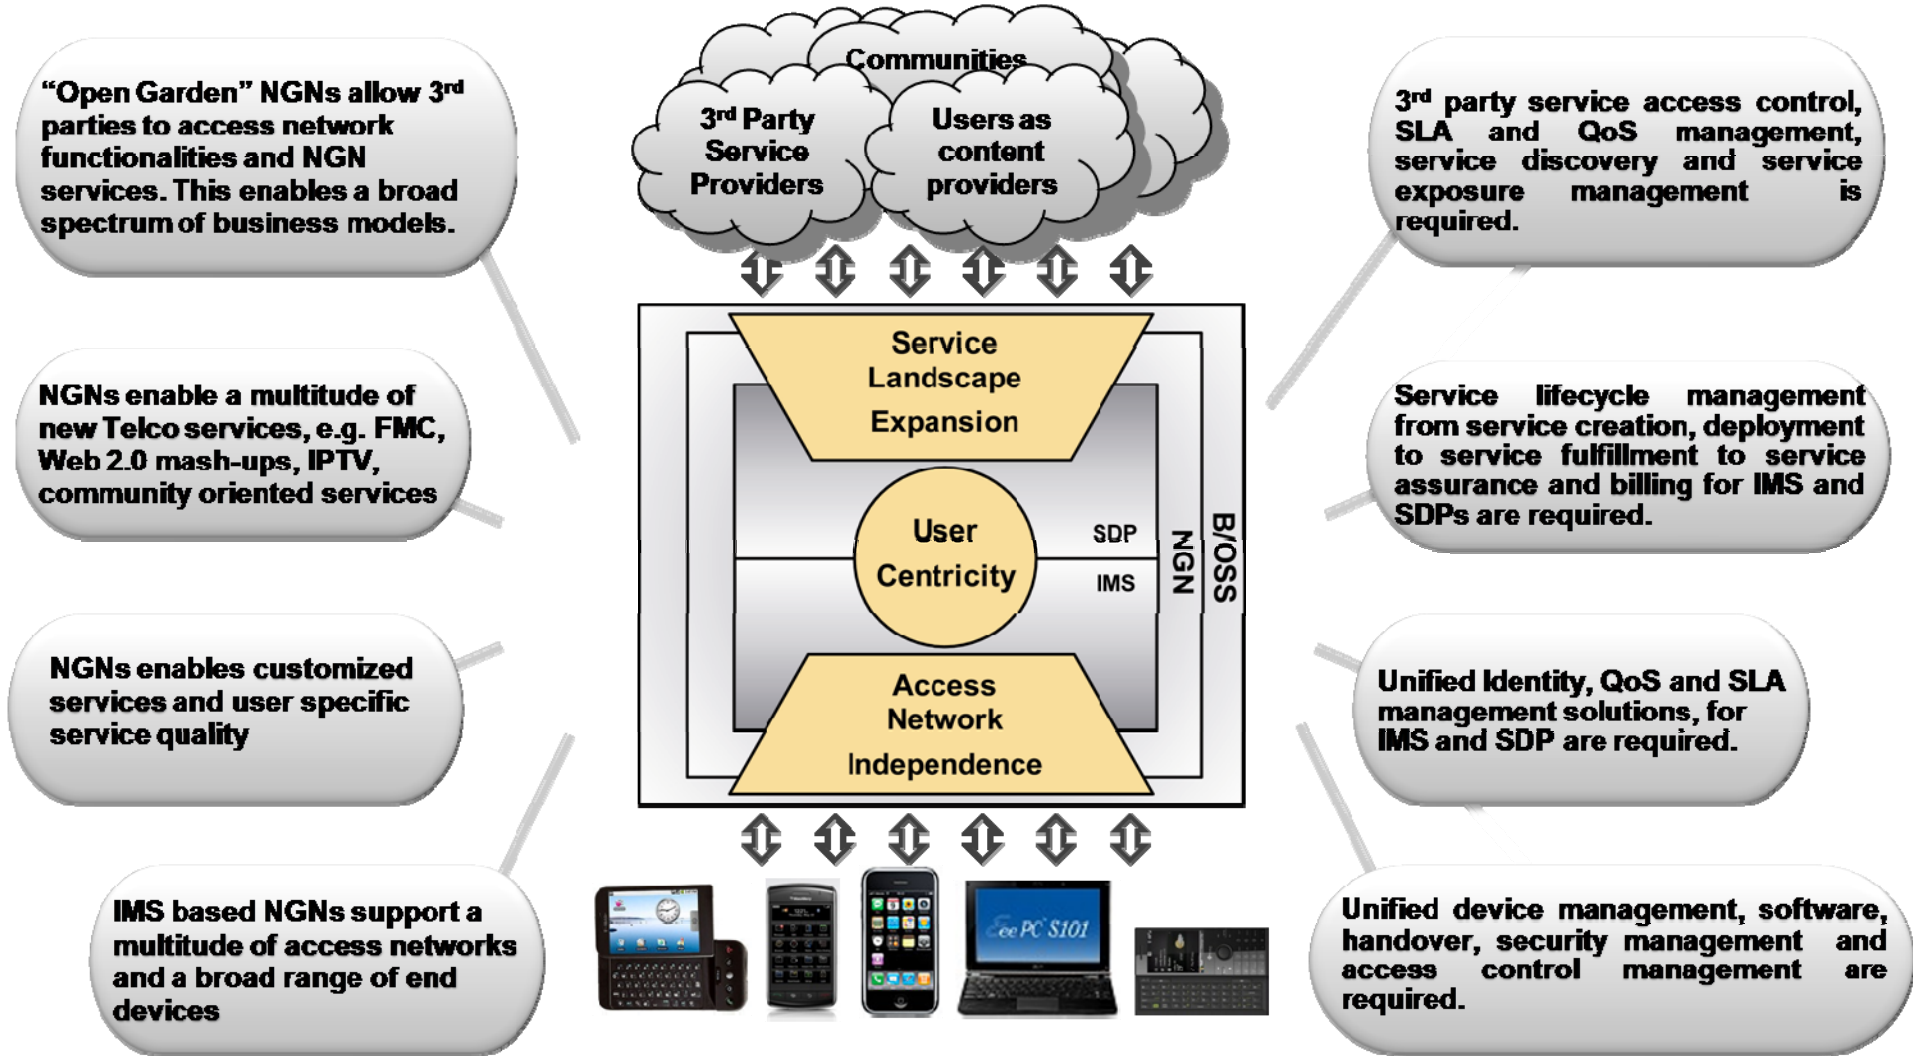 “Open Garden” NGNs allow 3rd
parties to access network
functionalities and NGN
services. This enables a broad
spectrum of business models.
NGNs enable a multitude of
new Telco services, e.g. FMC,
Web 2.0 mash-ups, IPTV,
community oriented services
NGNs enables customized
services and user specific
service quality
IMS based NGNs support a
multitude of access networks
and a broad range of end
devices
Communities
3rd Party
Service
Providers
Users as
content
providers
Service
Landscape
Expansion
User
Centricity
SDP
IMS
NGN
B/OSS
Access
Network
Independence
Eee PC S101
3rd party service access control,
SLA and QoS management,
service discovery and service
exposure management is
required.
Service lifecycle management
from service creation, deployment
to service fulfillment to service
assurance and billing for IMS and
SDPs are required.
Unified Identity, QoS and SLA
management solutions, for
IMS and SDP are required.
Unified device management, software,
handover, security management and
access control management are
required.